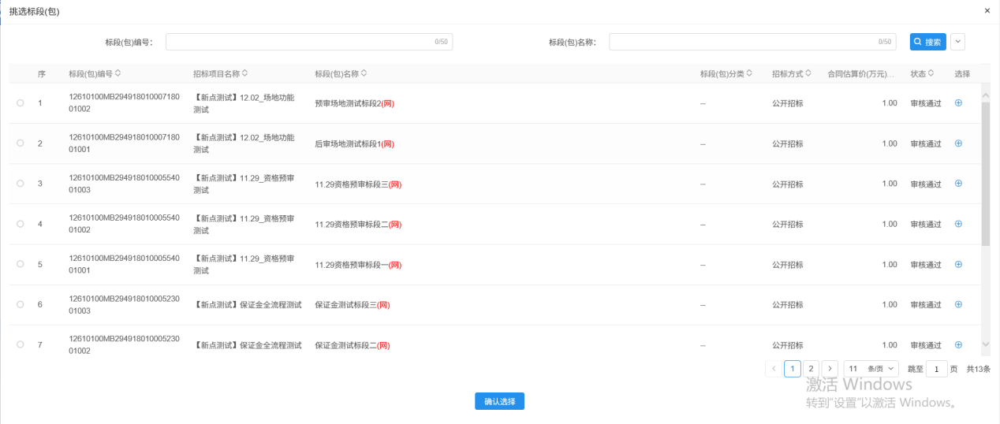 挑选标段(包)
×
标段(包)编号:
0/50
标段(包)名称:
0/50
搜索
序 标段(包)编号 招标项目名称 标段(包)名称 标段(包)分类 招标方式 合同估算价(万元)... 状态 选择
1 12610100MB294918010007180 【新点测试】12.02_场地功能 预审场地测试标段2(网) -- 公开招标 1.00 审核通过
01002 测试
2 12610100MB294918010007180 【新点测试】12.02_场地功能 后审场地测试标段1(网) -- 公开招标 1.00 审核通过
01001 测试
3 12610100MB294918010005540 【新点测试】11.29_资格预审 11.29资格预审标段三(网) -- 公开招标 1.00 审核通过
01003 测试
4 12610100MB294918010005540 【新点测试】11.29_资格预审 11.29资格预审标段二(网) -- 公开招标 1.00 审核通过
01002 测试
5 12610100MB294918010005540 【新点测试】11.29_资格预审 11.29资格预审标段一(网) -- 公开招标 1.00 审核通过
01001 测试
6 12610100MB294918010005230 【新点测试】保证金全流程测试 保证金测试标段三(网) -- 公开招标 1.00 审核通过
01003
7 12610100MB294918010005230 【新点测试】保证金全流程测试 保证金测试标段二(网) -- 公开招标 1.00 审核通过
01002
< 1 2 > 11 条/页 跳至 1 页 共13条
激活 Windows
转到"设置"以激活 Windows。
确认选择